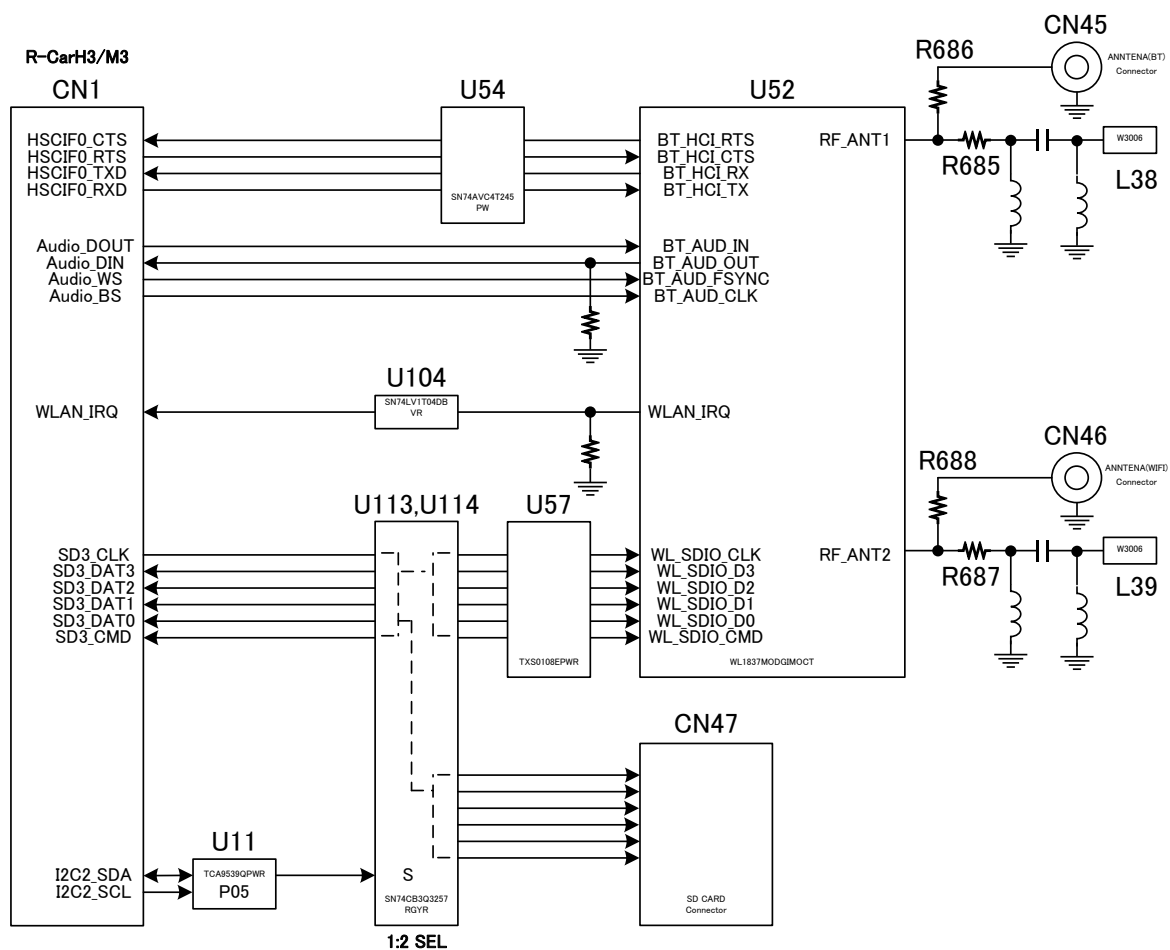 R-CarH3/M3
CN1
U54
U52
R686
CN45
ANNTENA(BT)
Connector
HSCIF0_CTS
HSCIF0_RTS
HSCIF0_TXD
HSCIF0_RXD
SN74AVC4T245
PW
BT_HCI_RTS
BT_HCI_CTS
BT_HCI_RX
BT_HCI_TX
RF_ANT1
R685
W3006
L38
Audio_DOUT
Audio_DIN
Audio_WS
Audio_BS
BT_AUD_IN
BT_AUD_OUT
BT_AUD_FSYNC
BT_AUD_CLK
U104
SN74LV1T04DB
VR
WLAN_IRQ
WLAN_IRQ
R688
CN46
ANNTENA(WIFI)
Connector
U113,U114
U57
SD3_CLK
SD3_DAT3
SD3_DAT2
SD3_DAT1
SD3_DAT0
SD3_CMD
TXS0108EPWR
WL_SDIO_CLK
WL_SDIO_D3
WL_SDIO_D2
WL_SDIO_D1
WL_SDIO_D0
WL_SDIO_CMD
WL1837MODGIMOCT
RF_ANT2
R687
W3006
L39
CN47
SD CARD
Connector
U11
I2C2_SDA
I2C2_SCL
TCA9539QPWR
P05
S
SN74CB3Q3257
RGYR
1:2 SEL